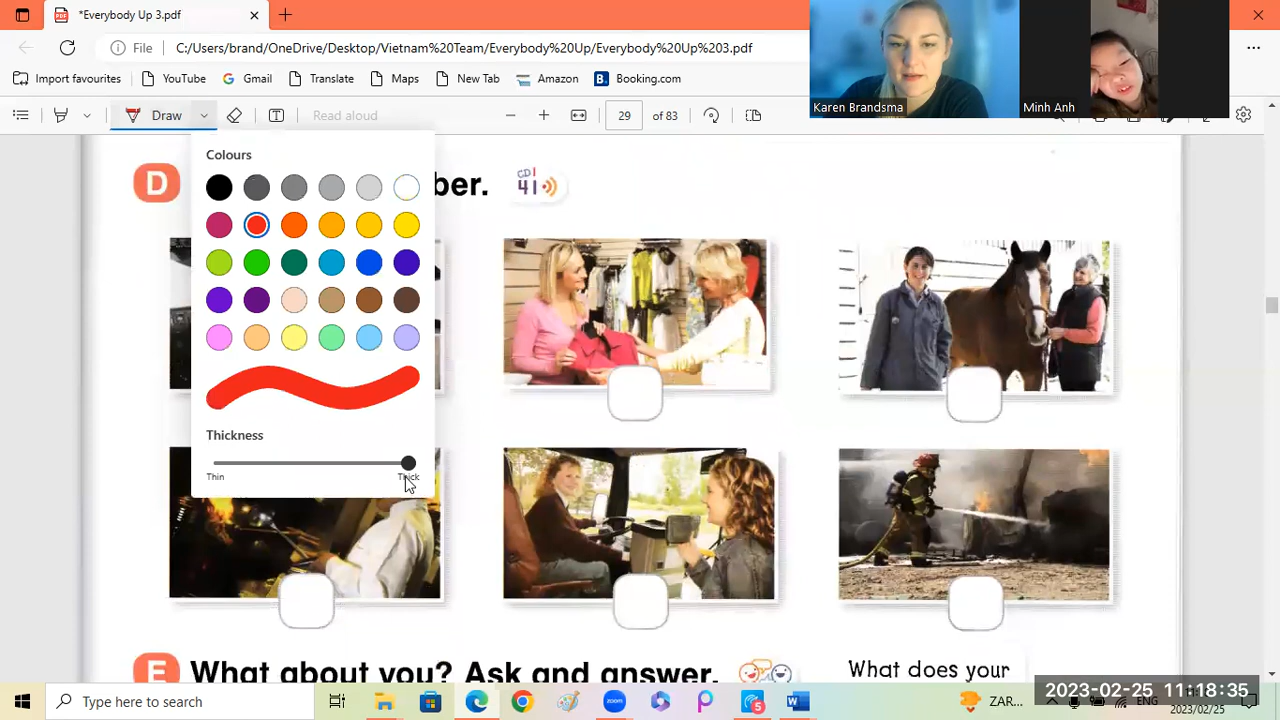 *Everybody Up 3.pdf
File
C:/Users/brand/OneDrive/Desktop/Vietnam%20Team/Everybody%20Up/Everybody%20Up%203.pdf
Import favourites
YouTube
Gmail
Translate
Maps
New Tab
Amazon
Booking.com
Karen Brandsma
Minh Anh
Draw
Read aloud
29 of 83
Colours
Thickness
Thin
Thick
D
ber.
CD1
41
E What about you? Ask and answer.
What does your
Type here to search
5
ZAR...
ENG
2023-02-25 11:18:35
2023/02/25